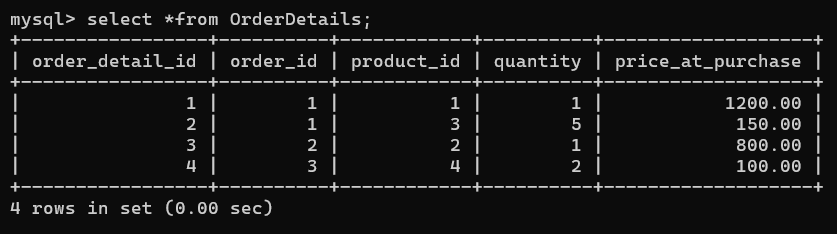 mysql> select *from OrderDetails;
+-----------------+----------+------------+----------+-------------------+
| order_detail_id | order_id | product_id | quantity | price_at_purchase |
+-----------------+----------+------------+----------+-------------------+
|               1 |        1 |          1 |        1 |           1200.00 |
|               2 |        1 |          3 |        5 |            150.00 |
|               3 |        2 |          2 |        1 |            800.00 |
|               4 |        3 |          4 |        2 |            100.00 |
+-----------------+----------+------------+----------+-------------------+
4 rows in set (0.00 sec)